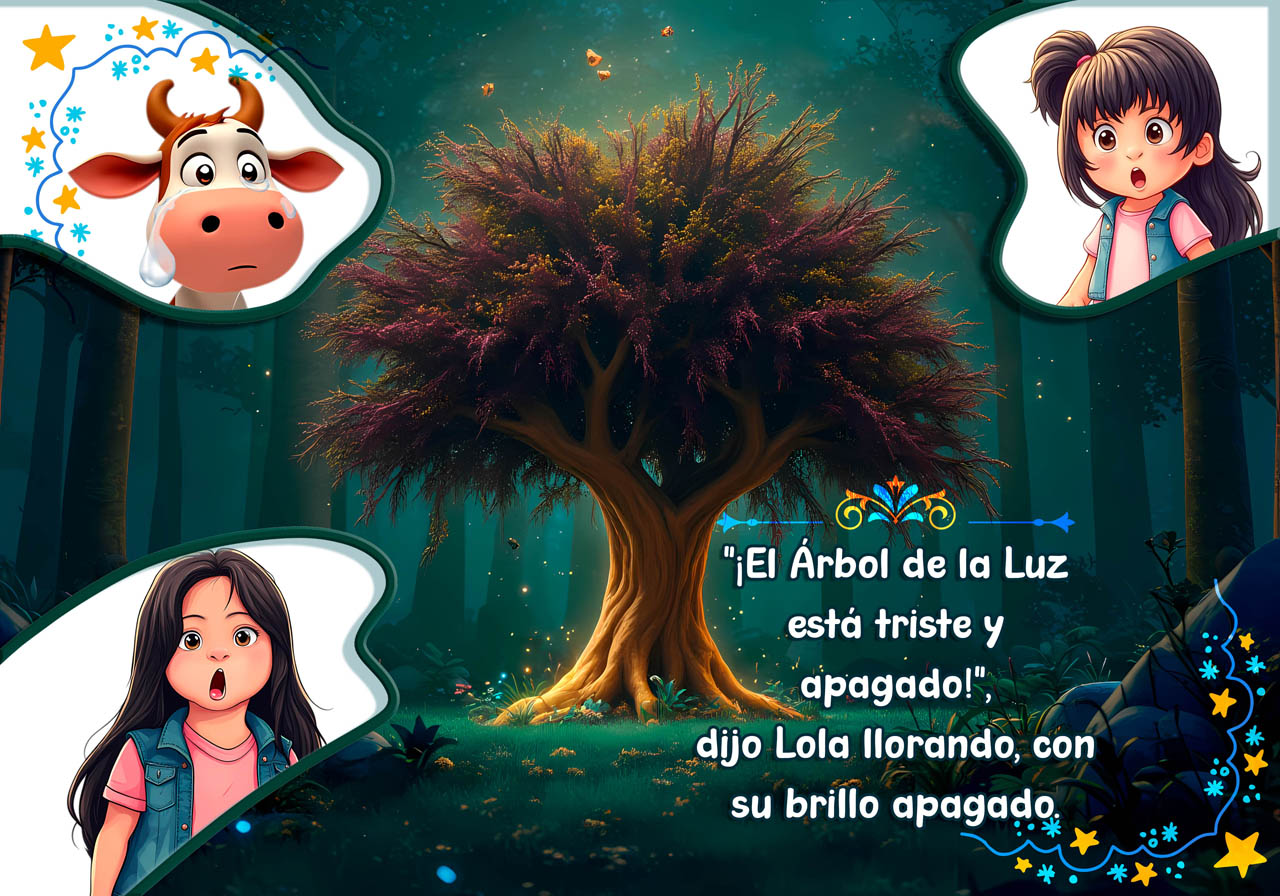 "¡El Árbol de la Luz
está triste y
apagado!",
dijo Lola llorando, con
su brillo apagado.